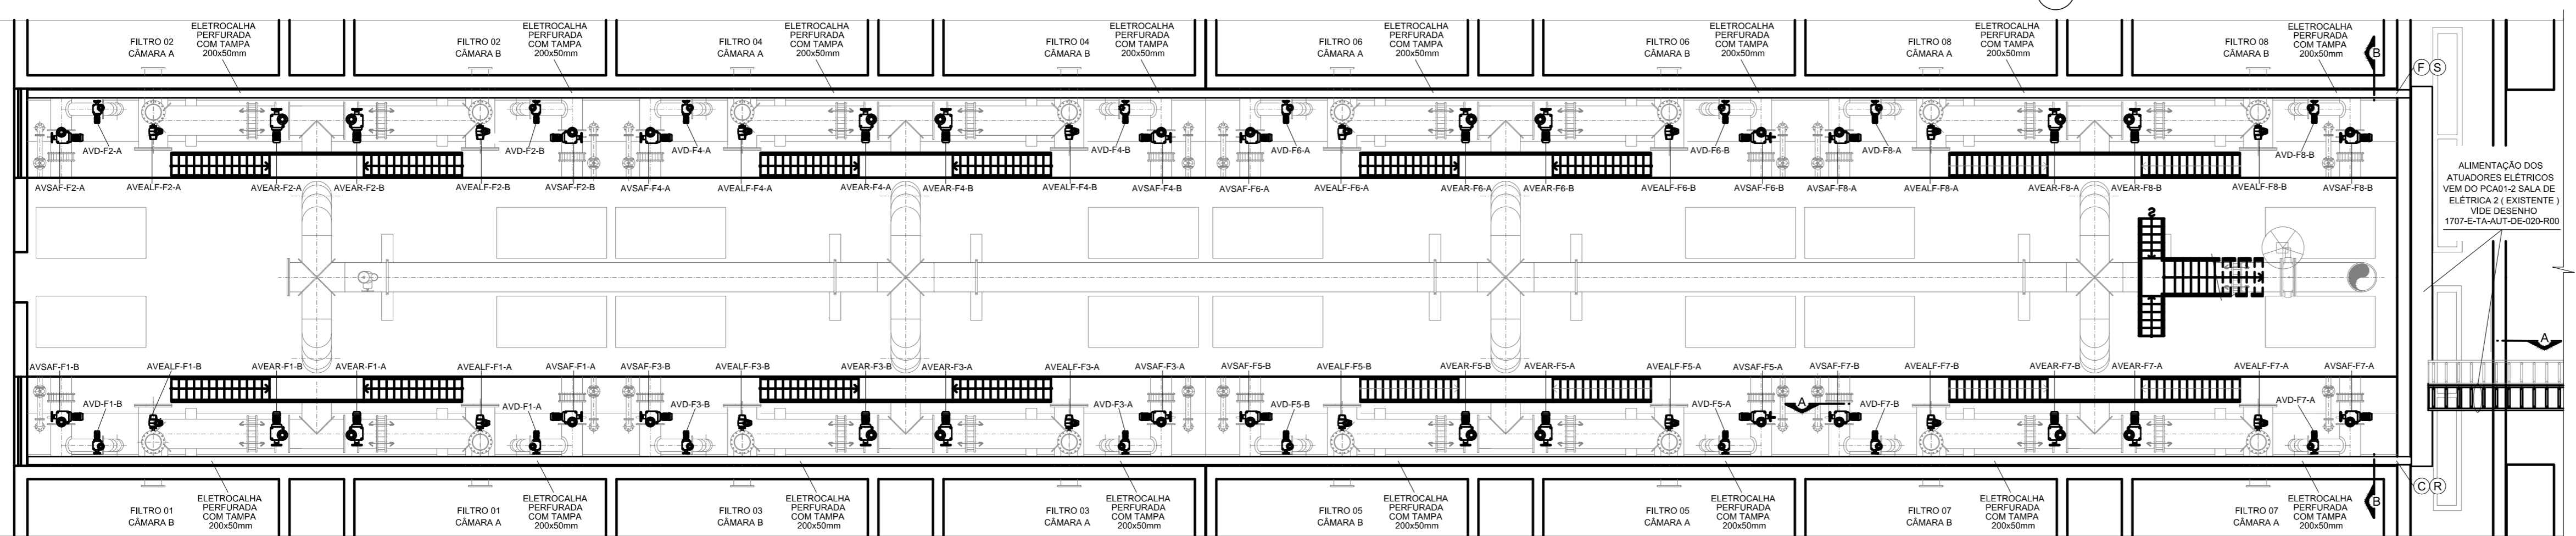 FILTRO 02
CÂMARA A
ELETROCALHA
PERFURADA
COM TAMPA
200x50mm
FILTRO 02
CÂMARA B
ELETROCALHA
PERFURADA
COM TAMPA
200x50mm
FILTRO 04
CÂMARA A
ELETROCALHA
PERFURADA
COM TAMPA
200x50mm
FILTRO 04
CÂMARA B
ELETROCALHA
PERFURADA
COM TAMPA
200x50mm
FILTRO 06
CÂMARA A
ELETROCALHA
PERFURADA
COM TAMPA
200x50mm
FILTRO 06
CÂMARA B
ELETROCALHA
PERFURADA
COM TAMPA
200x50mm
FILTRO 08
CÂMARA A
ELETROCALHA
PERFURADA
COM TAMPA
200x50mm
FILTRO 08
CÂMARA B
ELETROCALHA
PERFURADA
COM TAMPA
200x50mm
B
F S
AVD-F2-A
AVD-F2-B
AVD-F4-A
AVD-F4-B
AVD-F6-A
AVD-F6-B
AVD-F8-A
AVD-F8-B
AVSAF-F2-A
AVEALF-F2-A
AVEAR-F2-A
AVEAR-F2-B
AVEALF-F2-B
AVSAF-F2-B
AVSAF-F4-A
AVEALF-F4-A
AVEAR-F4-A
AVEAR-F4-B
AVEALF-F4-B
AVSAF-F4-B
AVSAF-F6-A
AVEALF-F6-A
AVEAR-F6-A
AVEAR-F6-B
AVEALF-F6-B
AVSAF-F6-B
AVSAF-F8-A
AVEALF-F8-A
AVEAR-F8-A
AVEAR-F8-B
AVEALF-F8-B
AVSAF-F8-B
ALIMENTAÇÃO DOS
ATUADORES ELÉTRICOS
VEM DO PCA01-2 SALA DE
ELÉTRICA 2 ( EXISTENTE )
VIDE DESENHO
1707-E-TA-AUT-DE-020-R00
S
A
AVSAF-F1-B
AVEALF-F1-B
AVEAR-F1-B
AVEAR-F1-A
AVEALF-F1-A
AVSAF-F1-A
AVSAF-F3-B
AVEALF-F3-B
AVEAR-F3-B
AVEAR-F3-A
AVEALF-F3-A
AVSAF-F3-A
AVSAF-F5-B
AVEALF-F5-B
AVEAR-F5-B
AVEAR-F5-A
AVEALF-F5-A
AVSAF-F5-A
AVSAF-F7-B
AVEALF-F7-B
AVEAR-F7-B
AVEAR-F7-A
AVEALF-F7-A
AVSAF-F7-A
AVD-F1-B
AVD-F1-A
AVD-F3-B
AVD-F3-A
AVD-F5-B
AVD-F5-A
A
AVD-F7-B
AVD-F7-A
FILTRO 01
CÂMARA B
ELETROCALHA
PERFURADA
COM TAMPA
200x50mm
FILTRO 01
CÂMARA A
ELETROCALHA
PERFURADA
COM TAMPA
200x50mm
FILTRO 03
CÂMARA B
ELETROCALHA
PERFURADA
COM TAMPA
200x50mm
FILTRO 03
CÂMARA A
ELETROCALHA
PERFURADA
COM TAMPA
200x50mm
FILTRO 05
CÂMARA B
ELETROCALHA
PERFURADA
COM TAMPA
200x50mm
FILTRO 05
CÂMARA A
ELETROCALHA
PERFURADA
COM TAMPA
200x50mm
FILTRO 07
CÂMARA B
ELETROCALHA
PERFURADA
COM TAMPA
200x50mm
FILTRO 07
CÂMARA A
ELETROCALHA
PERFURADA
COM TAMPA
200x50mm
B
C R